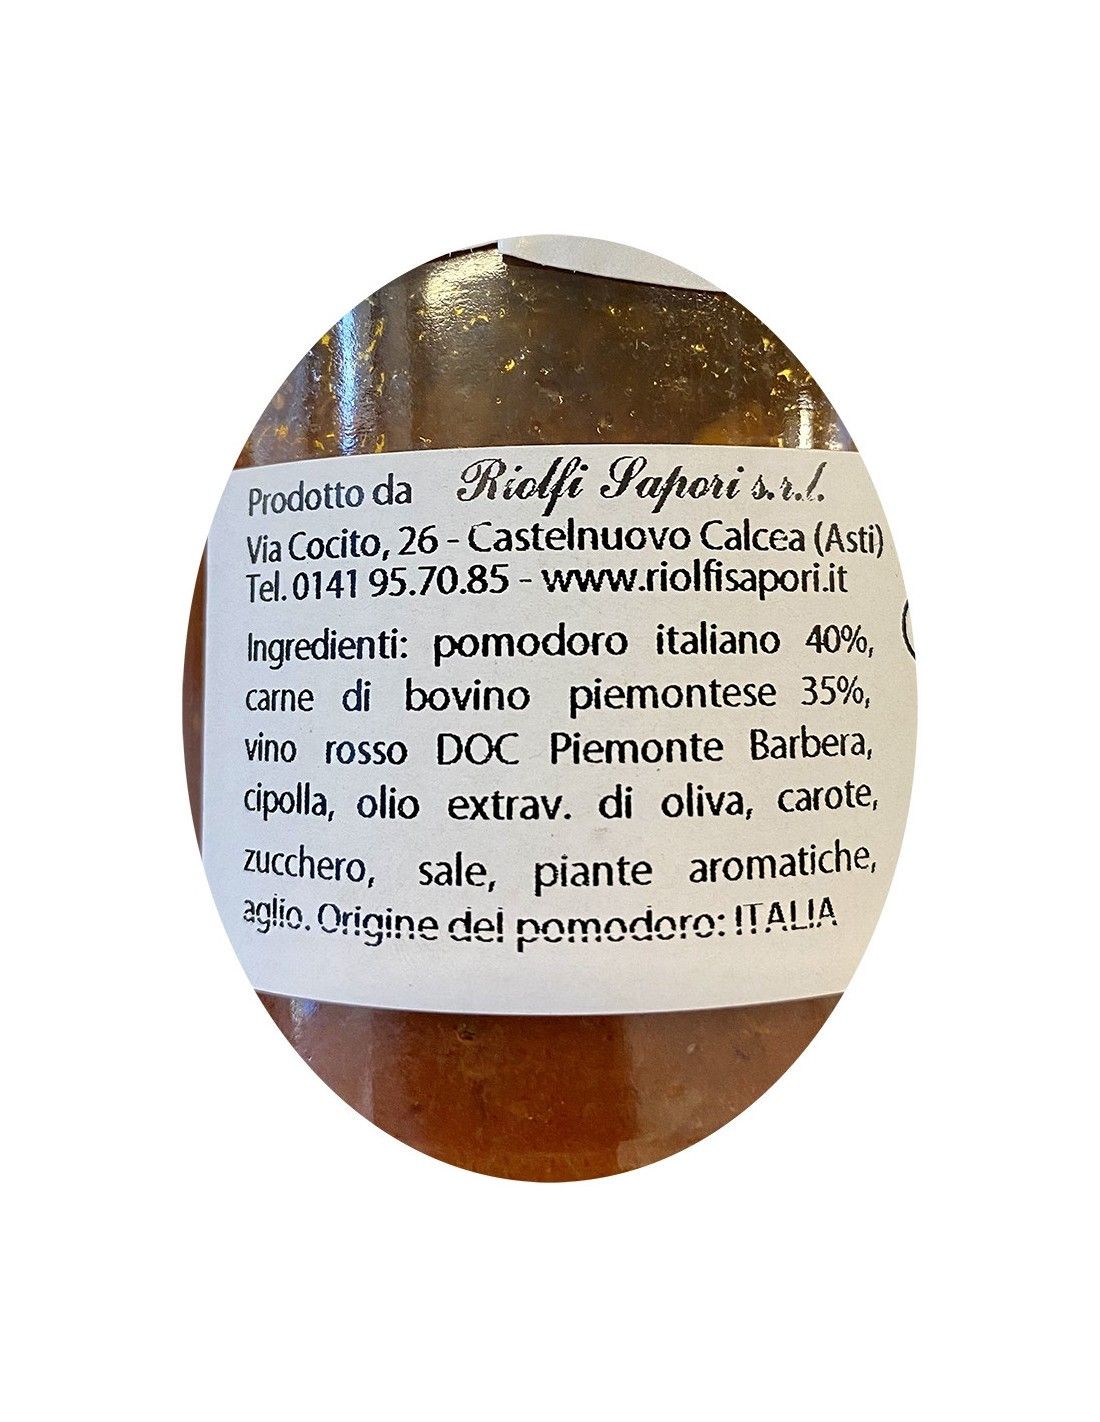 Prodotto da Riolfi Sapori s.r.l.
Via Cocito, 26 - Castelnuovo Calcea (Asti)
Tel. 0141 95.70.85 - www.riolfisapori.it
Ingredienti: pomodoro italiano 40%,
carne di bovino piemontese 35%,
vino rosso DOC Piemonte Barbera,
cipolla, olio extrav. di oliva, carote,
zucchero, sale, piante aromatiche,
aglio. Origine del pomodoro: ITALIA